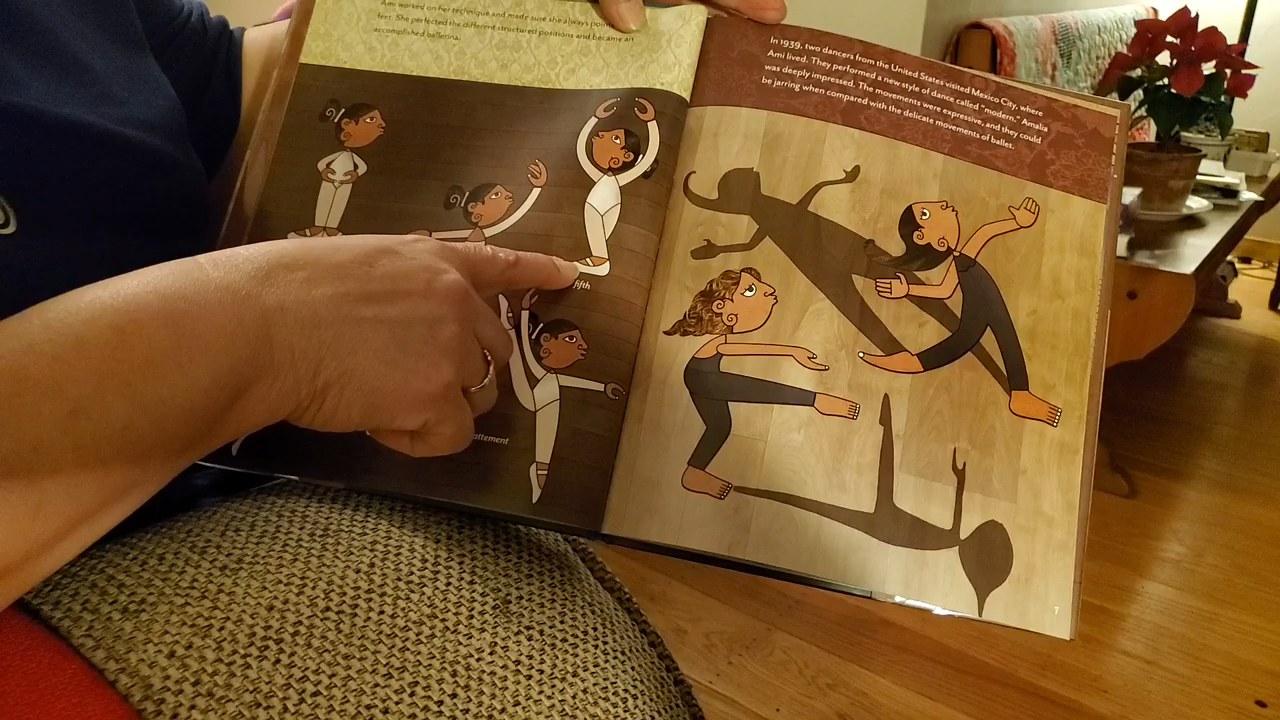 Ami worked on her technique and made sure she always pointed
feet. She perfected the different structured positions and became an
accomplished ballerina.
fifth
attement
In 1939, two dancers from the United States visited Mexico City, where
Ami lived. They performed a new style of dance called "modern." Amalia
was deeply impressed. The movements were expressive, and they could
be jarring when compared with the delicate movements of ballet.
7